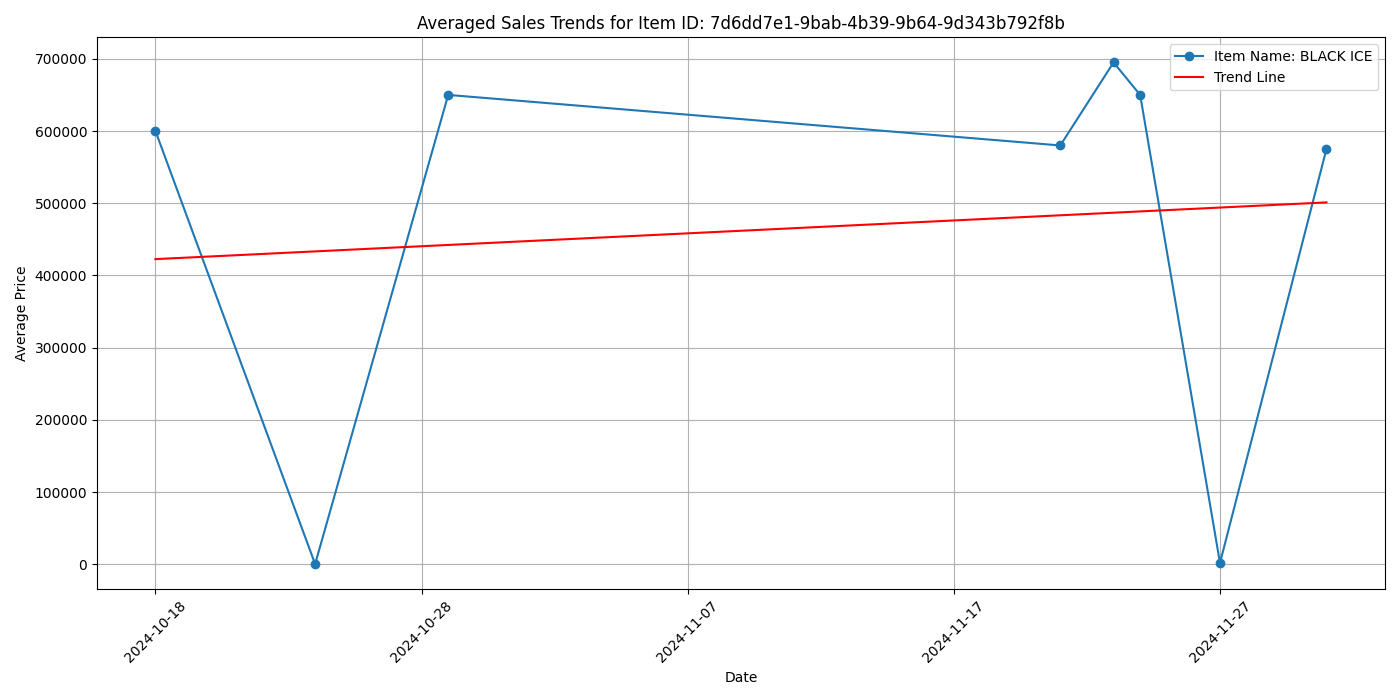 Averaged Sales Trends for Item ID: 7d6dd7e1-9bab-4b39-9b64-9d343b792f8b
Item Name: BLACK ICE
Trend Line
Average Price
700000
600000
500000
400000
300000
200000
100000
0
2024-10-18
2024-10-28
2024-11-07
2024-11-17
2024-11-27
Date